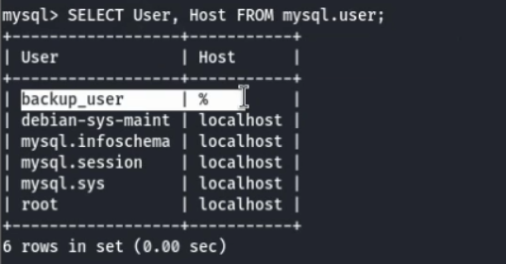 mysql> SELECT User, Host FROM mysql.user;
+------------------+-----------+
| User             | Host      |
+------------------+-----------+
| backup_user      | %         |
| debian-sys-maint | localhost |
| mysql.infoschema | localhost |
| mysql.session    | localhost |
| mysql.sys        | localhost |
| root             | localhost |
+------------------+-----------+
6 rows in set (0.00 sec)